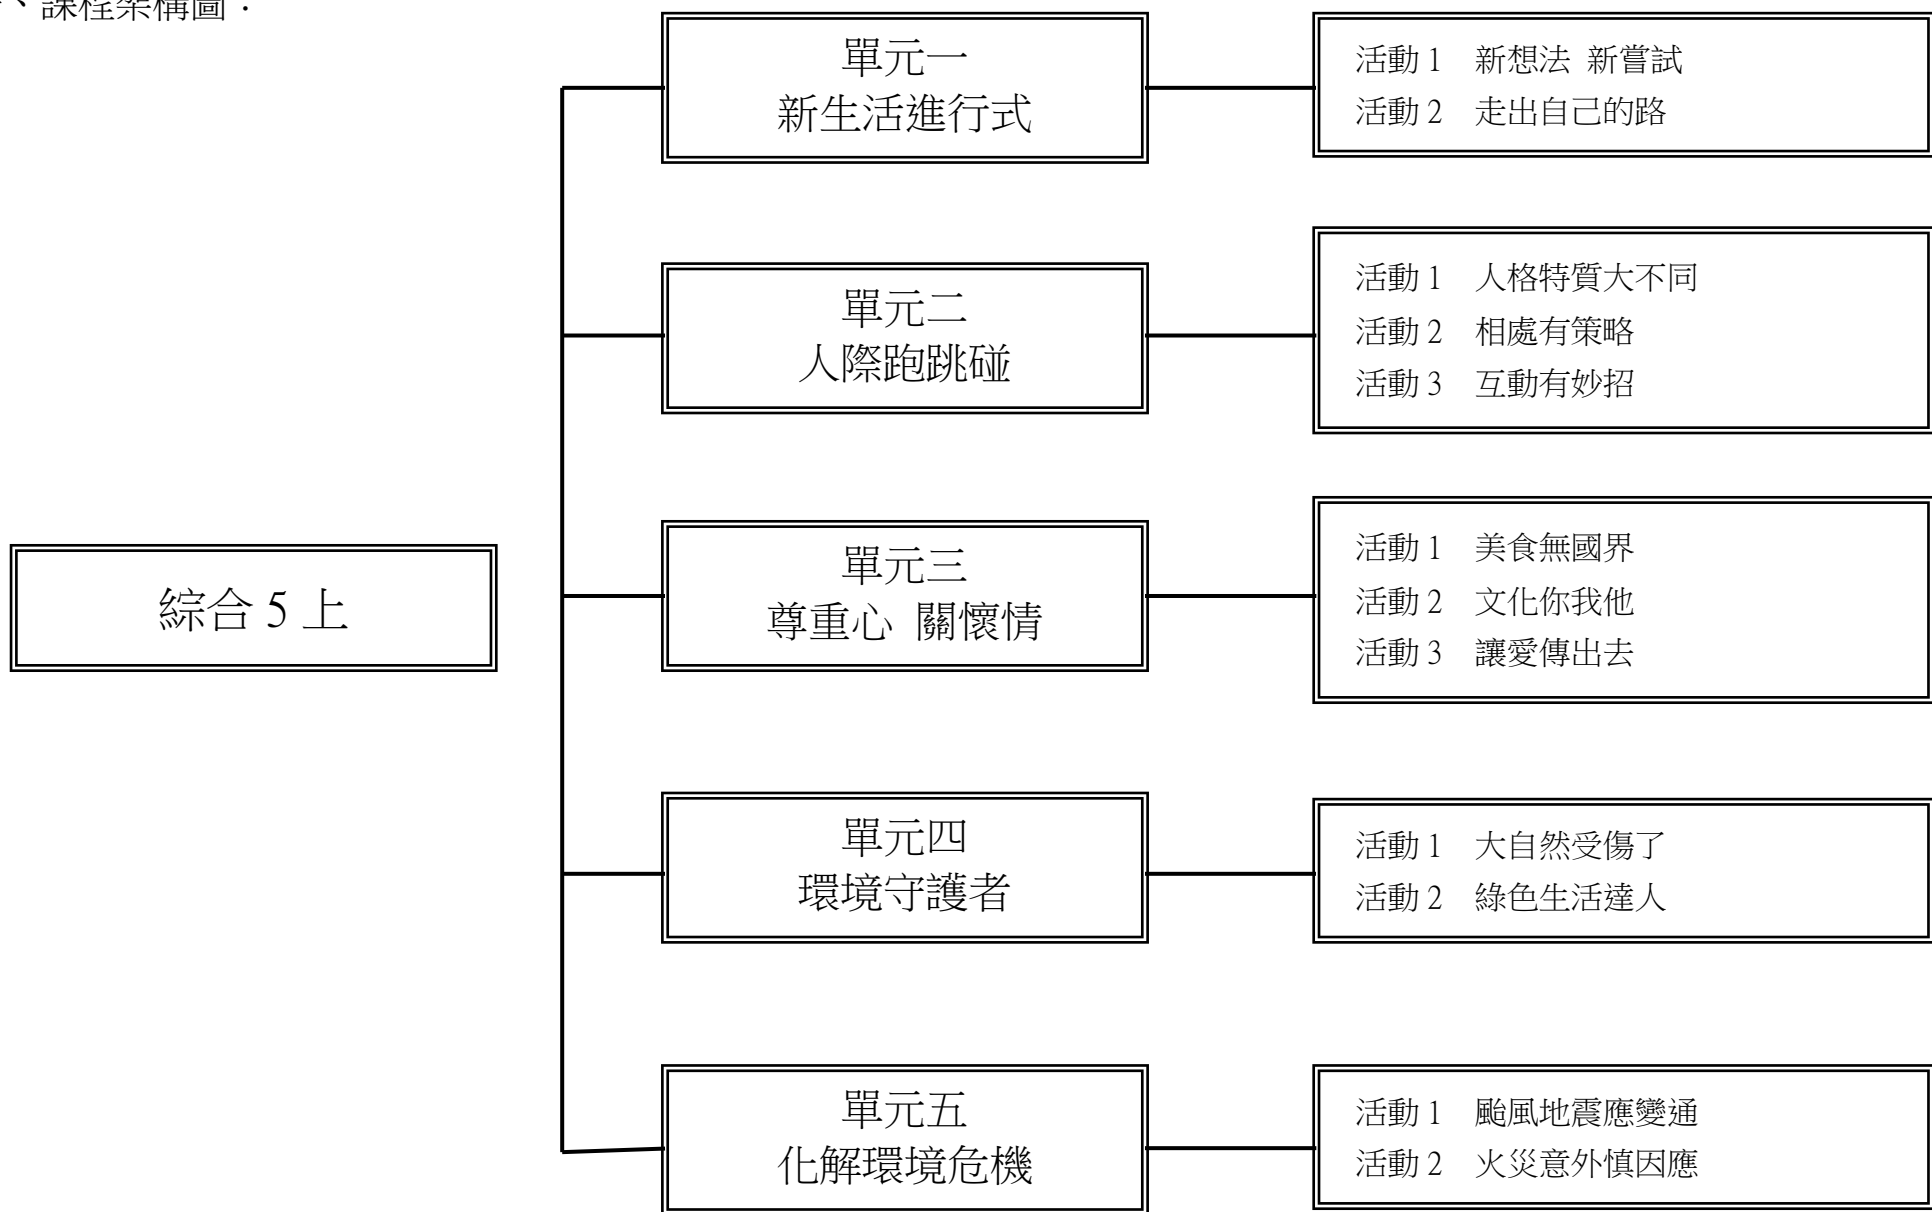 、課程架構圖：
單元一
新生活進行式
活動 1 新想法 新嘗試
活動 2 走出自己的路
單元二
人際跑跳碰
活動 1 人格特質大不同
活動 2 相處有策略
活動 3 互動有妙招
綜合 5 上
單元三
尊重心 關懷情
活動 1 美食無國界
活動 2 文化你我他
活動 3 讓愛傳出去
單元四
環境守護者
活動 1 大自然受傷了
活動 2 綠色生活達人
單元五
化解環境危機
活動 1 颱風地震應變通
活動 2 火災意外慎因應